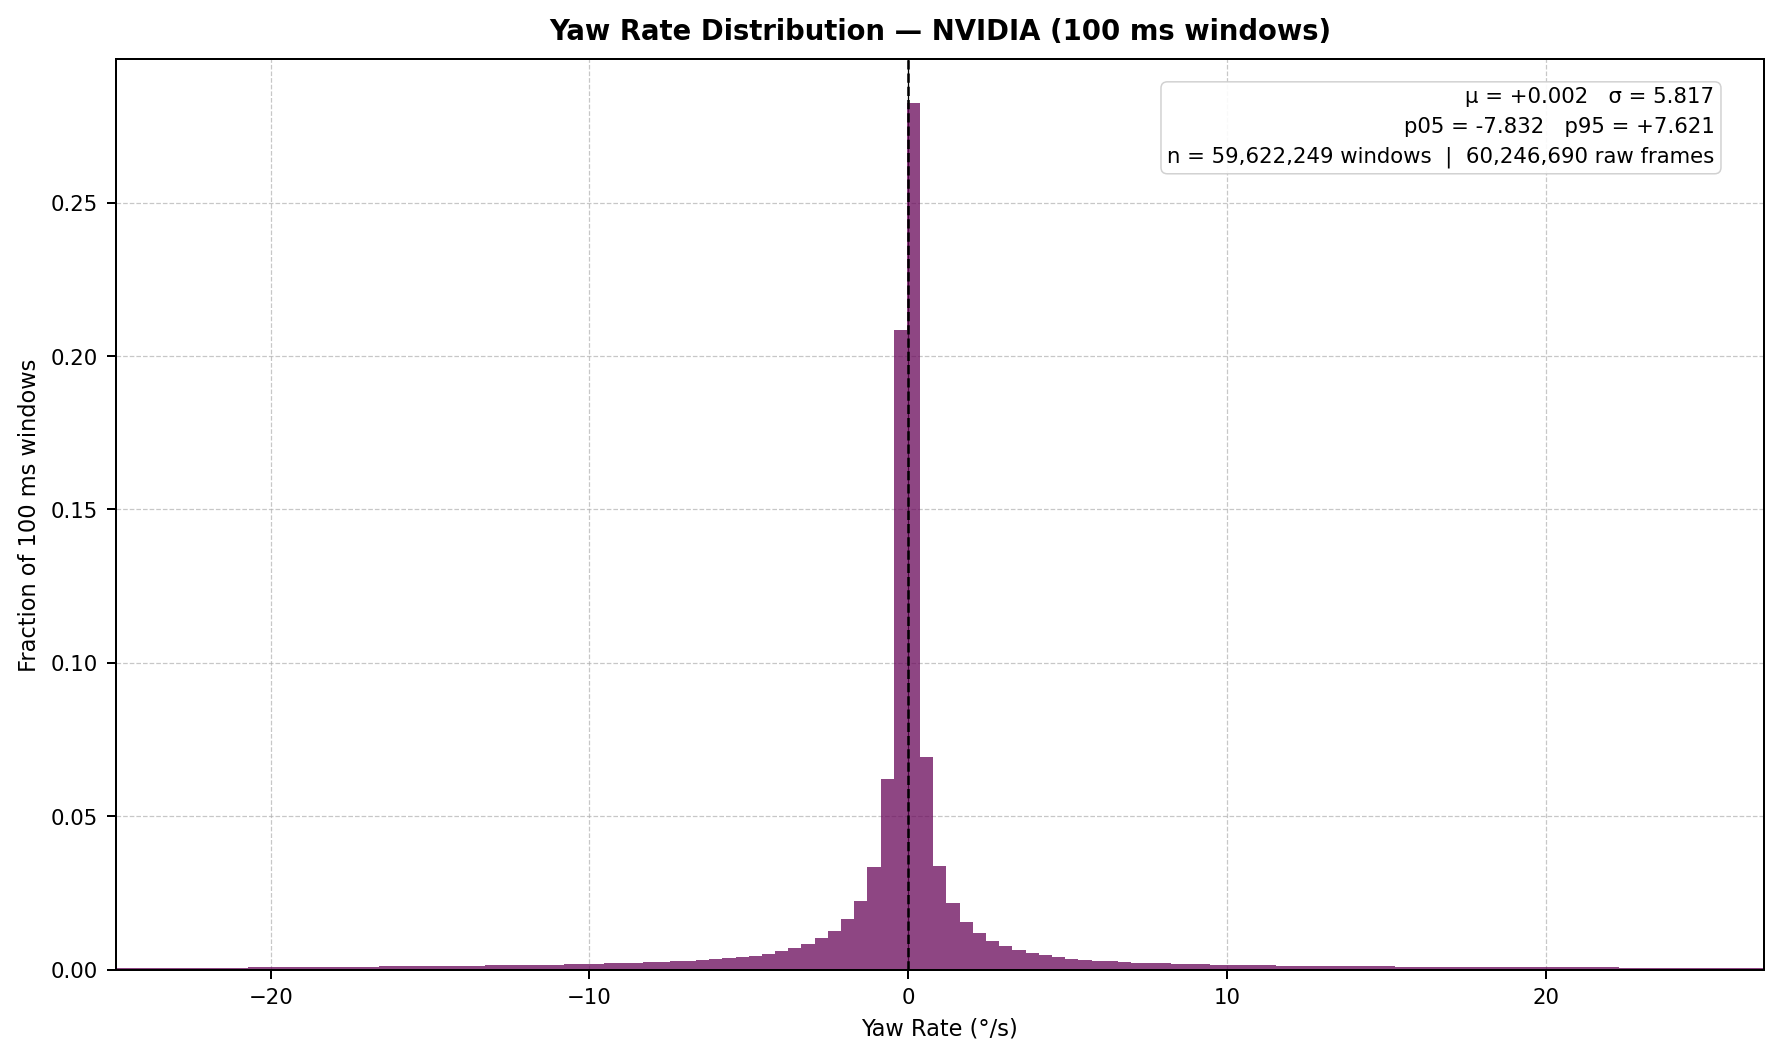 Yaw Rate Distribution — NVIDIA (100 ms windows)
μ = +0.002   σ = 5.817
p05 = -7.832   p95 = +7.621
n = 59,622,249 windows  |  60,246,690 raw frames
Fraction of 100 ms windows
0.25
0.20
0.15
0.10
0.05
0.00
−20
−10
0
10
20
Yaw Rate (°/s)